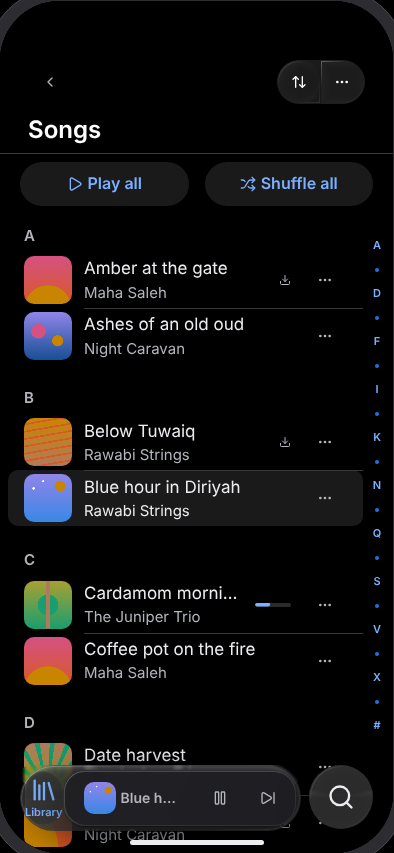 Songs
Play all
Shuffle all
A
Amber at the gate
Maha Saleh
Ashes of an old oud
Night Caravan
B
Below Tuwaiq
Rawabi Strings
Blue hour in Diriyah
Rawabi Strings
C
Cardamom morni...
The Juniper Trio
Coffee pot on the fire
Maha Saleh
D
Date harvest
Night Caravan
A
D
F
I
K
N
Q
S
V
X
#
Library
Blue h...